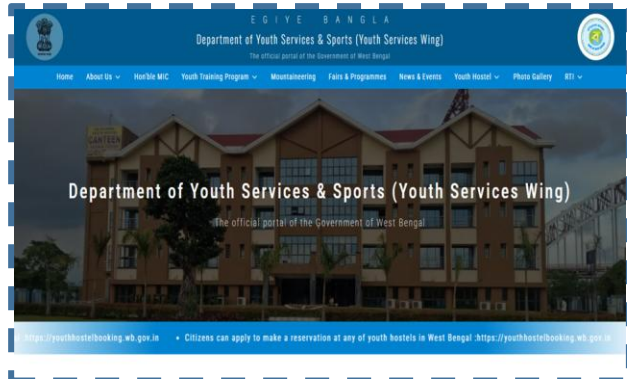 EGIYE BANGLA
Department of Youth Services & Sports (Youth Services Wing)
The official portal of the Government of West Bengal
Home About Us Hon'ble MIC Youth Training Program Mountaineering Fairs & Programmes News & Events Youth Hostel Photo Gallery RTI
CANTEEN
Department of Youth Services & Sports (Youth Services Wing)
The official portal of the Government of West Bengal
https://youthhostelbooking.wb.gov.in • Citizens can apply to make a reservation at any of youth hostels in West Bengal :https://youthhostelbooking.wb.gov.in